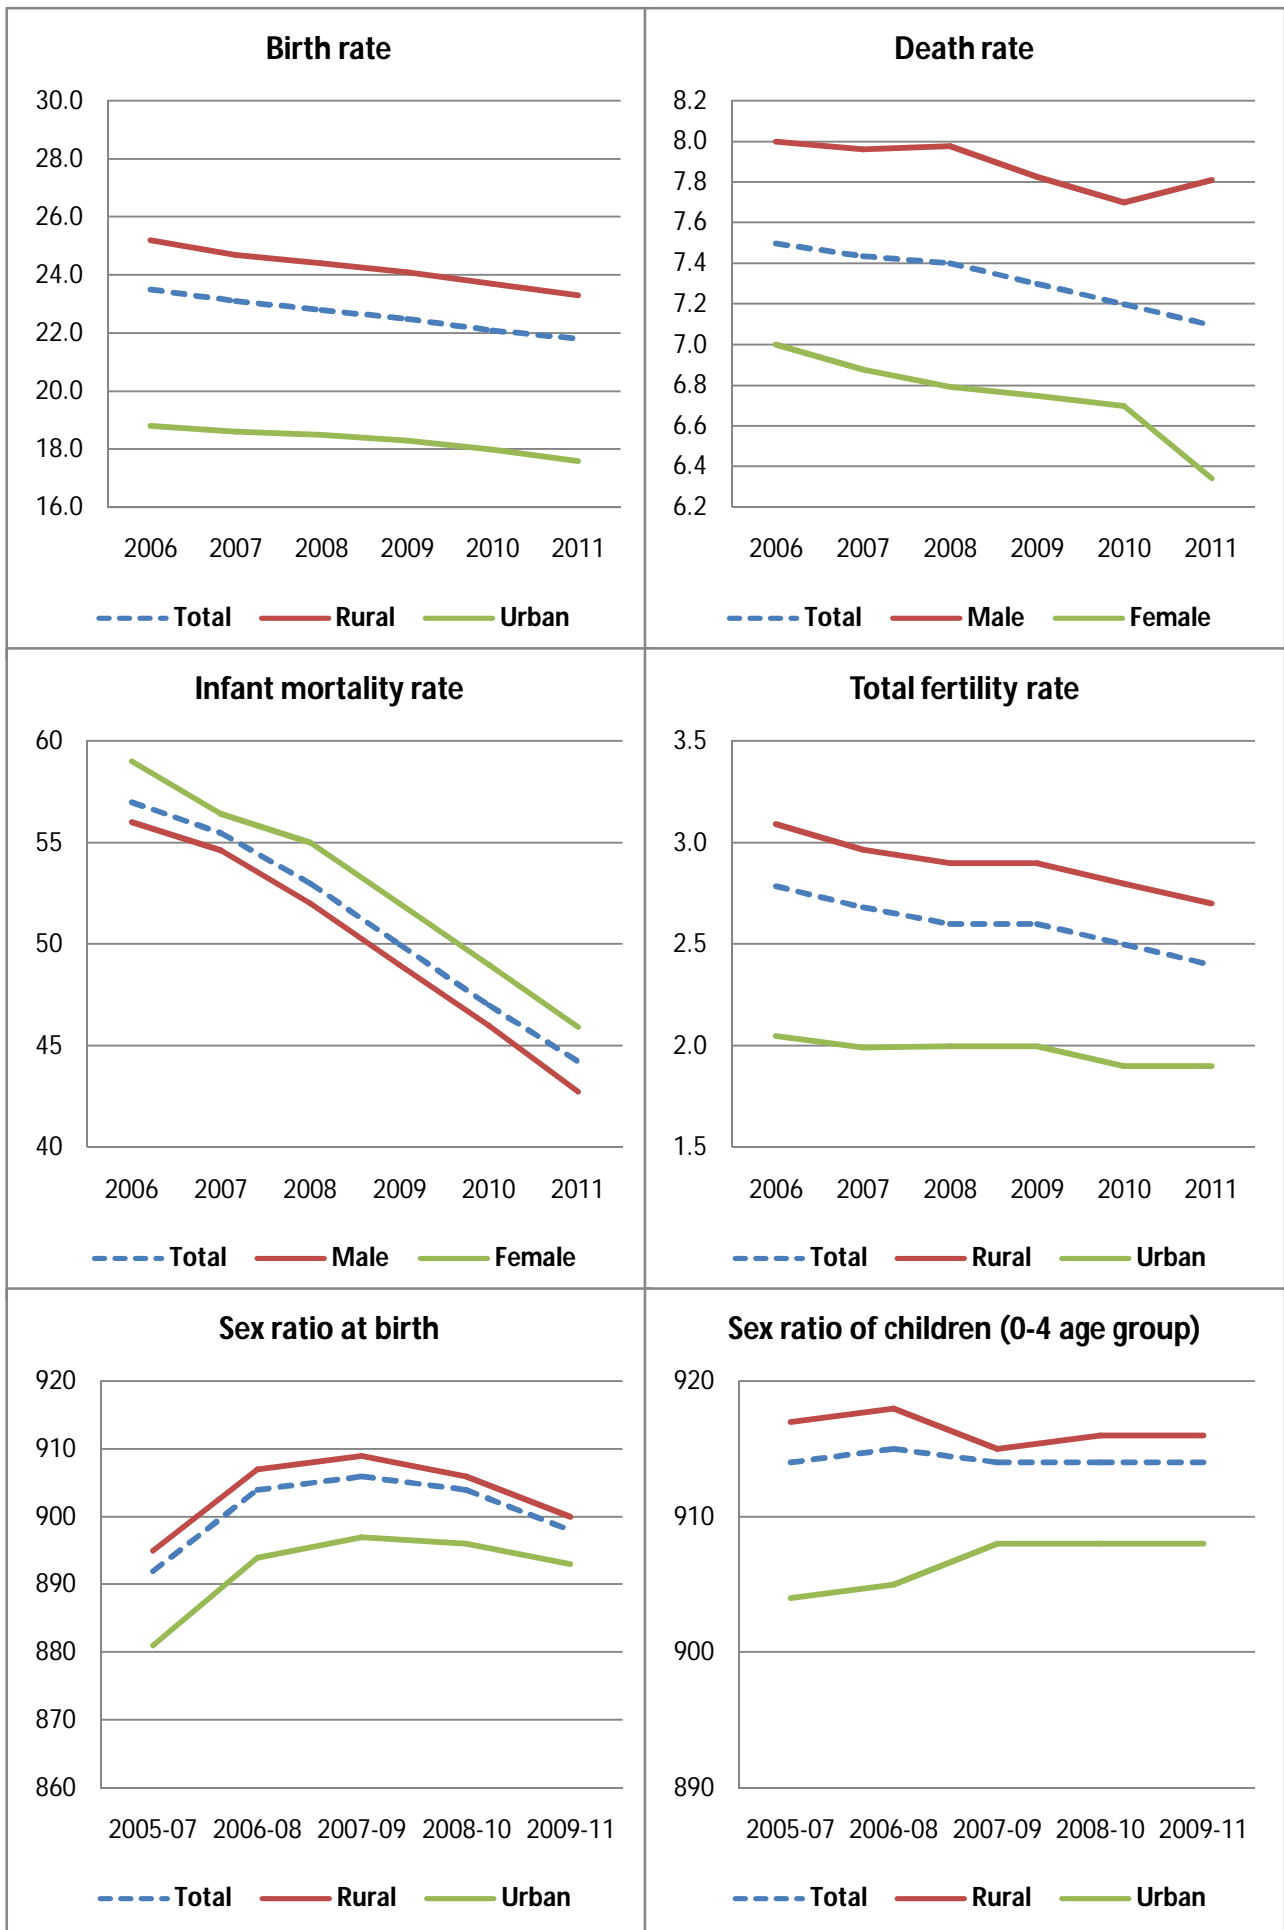 Birth rate
30.0
28.0
26.0
24.0
22.0
20.0
18.0
16.0
2006 2007 2008 2009 2010 2011
Total Rural Urban
Death rate
8.2
8.0
7.8
7.6
7.4
7.2
7.0
6.8
6.6
6.4
6.2
2006 2007 2008 2009 2010 2011
Total Male Female
Infant mortality rate
60
55
50
45
40
2006 2007 2008 2009 2010 2011
Total Male Female
Total fertility rate
3.5
3.0
2.5
2.0
1.5
2006 2007 2008 2009 2010 2011
Total Rural Urban
Sex ratio at birth
920
910
900
890
880
870
860
2005-07 2006-08 2007-09 2008-10 2009-11
Total Rural Urban
Sex ratio of children (0-4 age group)
920
910
900
890
2005-07 2006-08 2007-09 2008-10 2009-11
Total Rural Urban